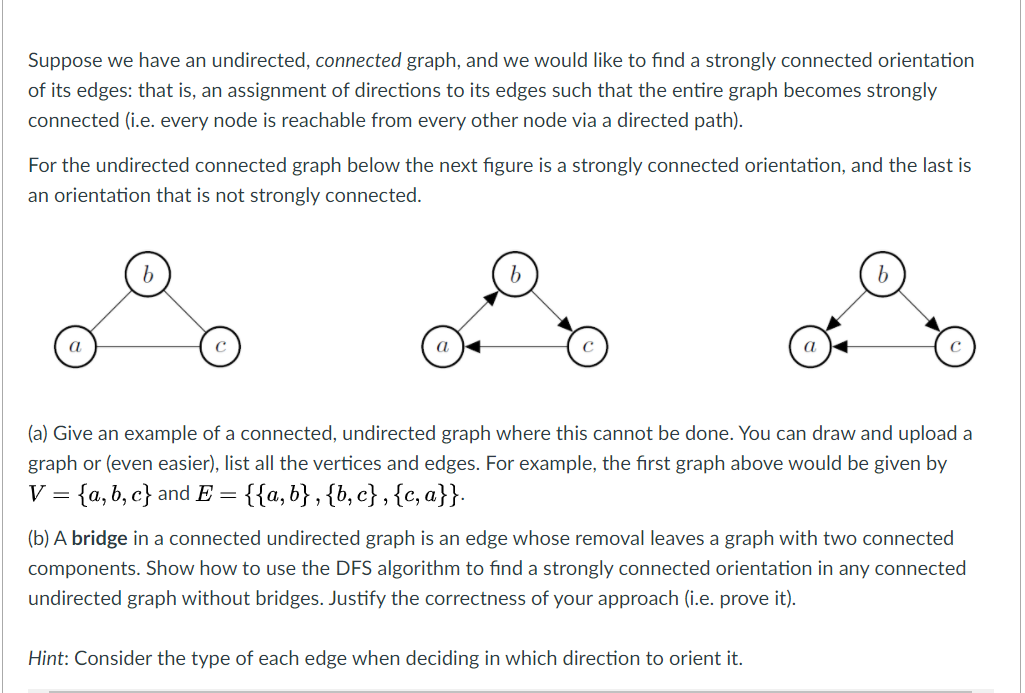 Suppose we have an undirected, connected graph, and we would like to find a strongly connected orientation
of its edges: that is, an assignment of directions to its edges such that the entire graph becomes strongly
connected (i.e. every node is reachable from every other node via a directed path).
For the undirected connected graph below the next figure is a strongly connected orientation, and the last is
an orientation that is not strongly connected.
b
a
c
b
a
c
b
a
c
(a) Give an example of a connected, undirected graph where this cannot be done. You can draw and upload a
graph or (even easier), list all the vertices and edges. For example, the first graph above would be given by
V = {a, b, c} and E = {{a, b} , {b, c} , {c, a}}.
(b) A bridge in a connected undirected graph is an edge whose removal leaves a graph with two connected
components. Show how to use the DFS algorithm to find a strongly connected orientation in any connected
undirected graph without bridges. Justify the correctness of your approach (i.e. prove it).
Hint: Consider the type of each edge when deciding in which direction to orient it.